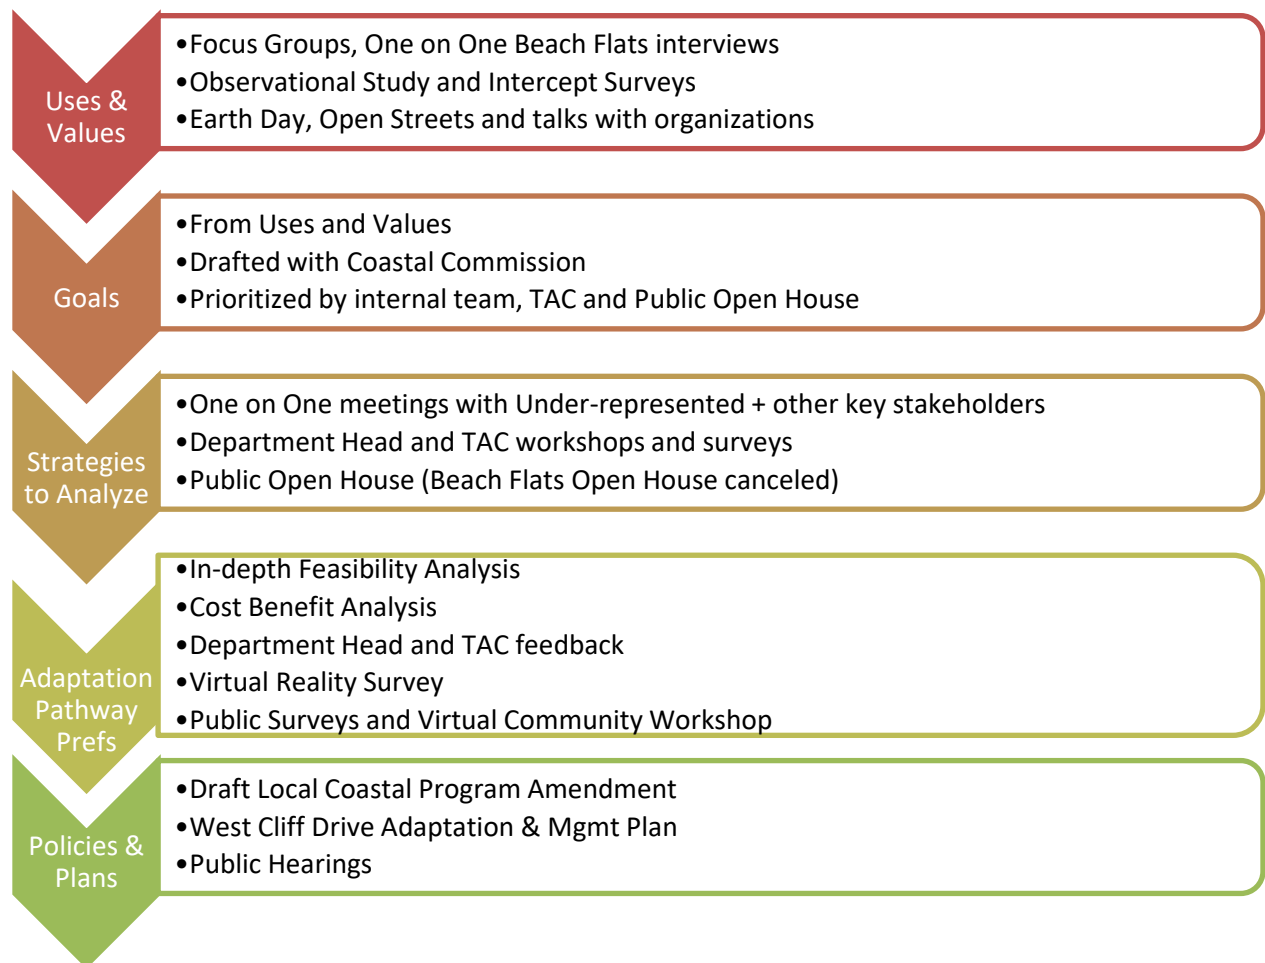 Uses &
Values
•Focus Groups, One on One Beach Flats interviews
•Observational Study and Intercept Surveys
•Earth Day, Open Streets and talks with organizations
Goals
•From Uses and Values
•Drafted with Coastal Commission
•Prioritized by internal team, TAC and Public Open House
Strategies
to Analyze
•One on One meetings with Under-represented + other key stakeholders
•Department Head and TAC workshops and surveys
•Public Open House (Beach Flats Open House canceled)
Adaptation
Pathway
Prefs
•In-depth Feasibility Analysis
•Cost Benefit Analysis
•Department Head and TAC feedback
•Virtual Reality Survey
•Public Surveys and Virtual Community Workshop
Policies &
Plans
•Draft Local Coastal Program Amendment
•West Cliff Drive Adaptation & Mgmt Plan
•Public Hearings